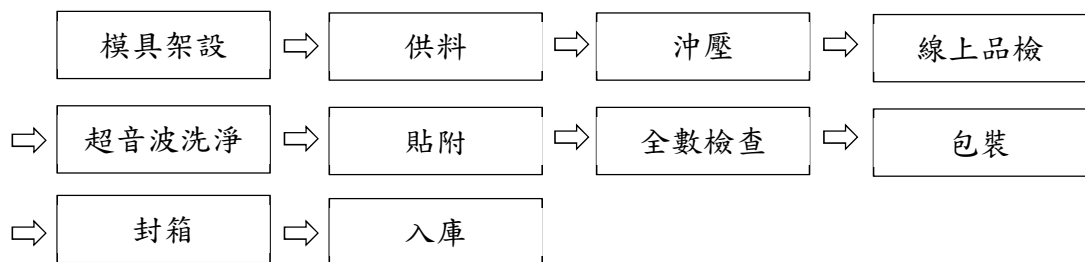 模具架設 ⇨ 供料 ⇨ 沖壓 ⇨ 線上品檢
⇨ 超音波洗淨 ⇨ 貼附 ⇨ 全數檢查 ⇨ 包裝
⇨ 封箱 ⇨ 入庫